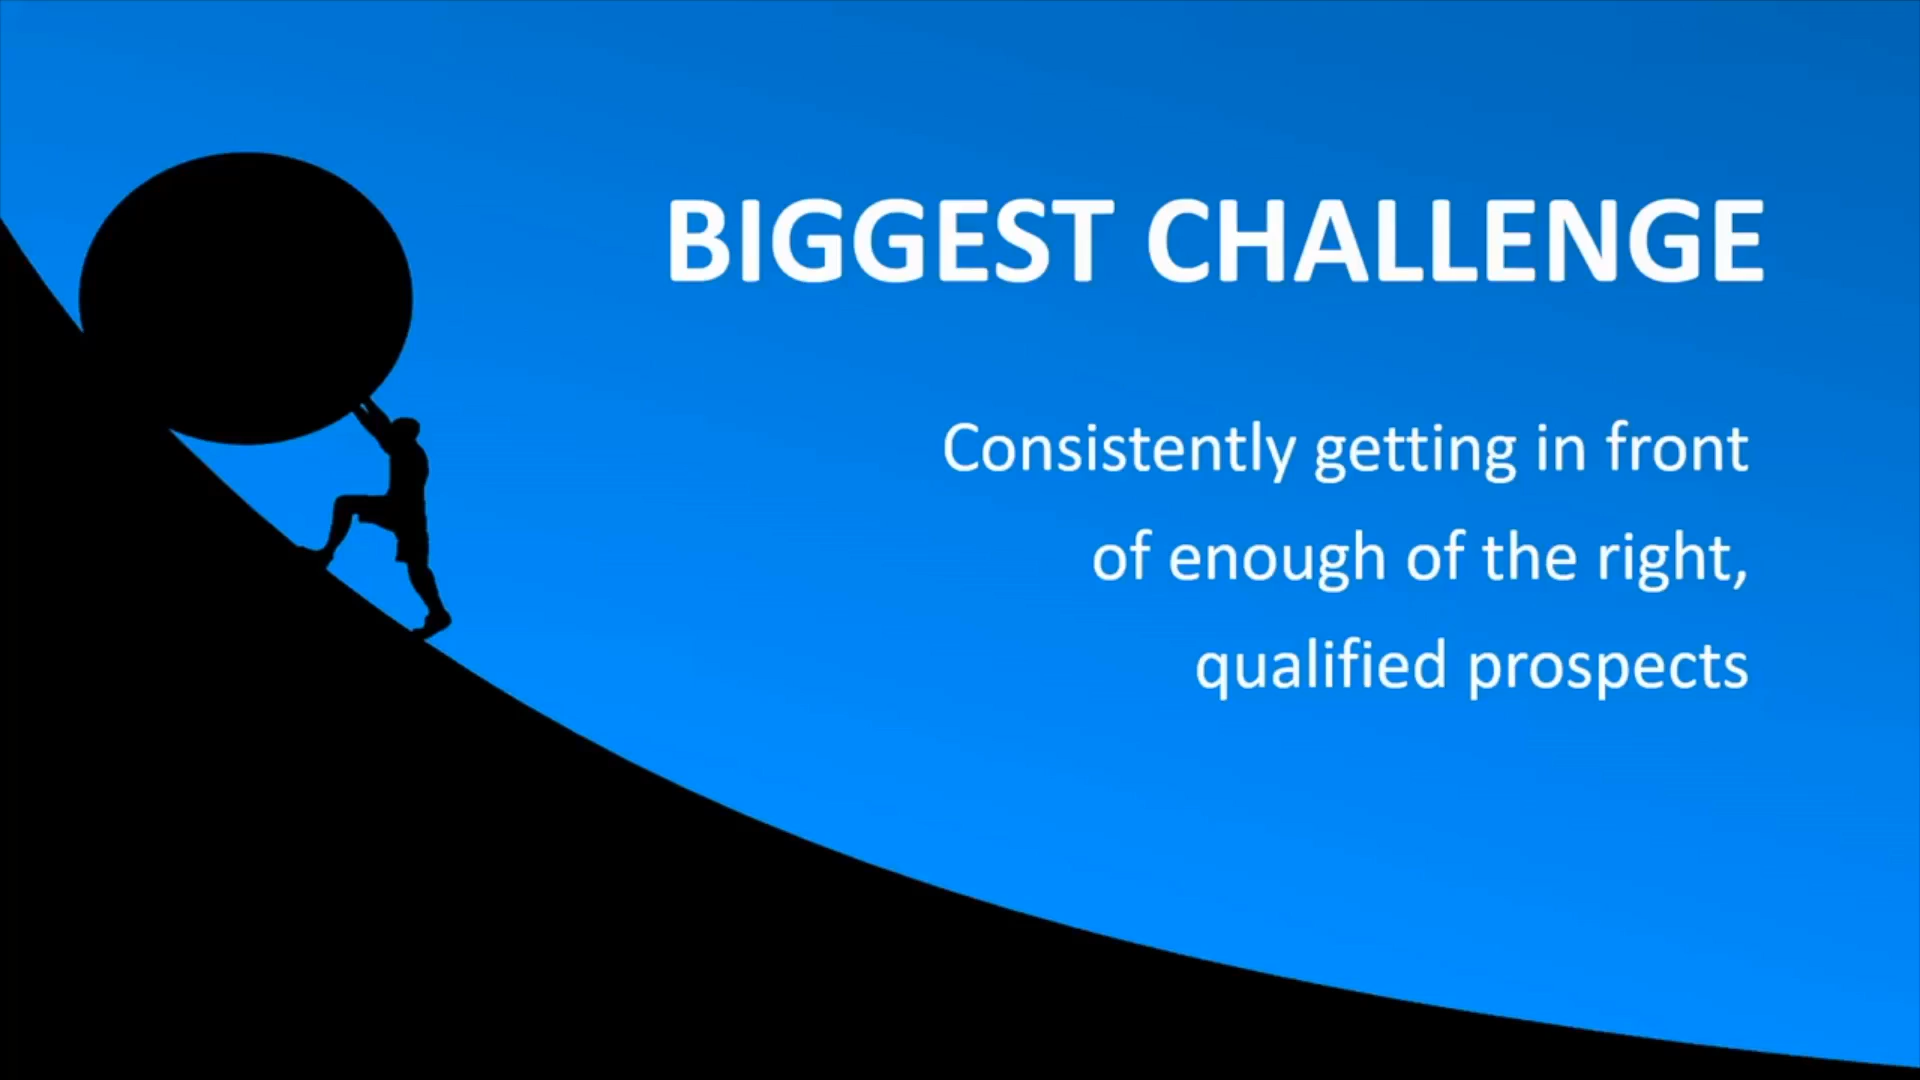 BIGGEST CHALLENGE
Consistently getting in front
of enough of the right,
qualified prospects